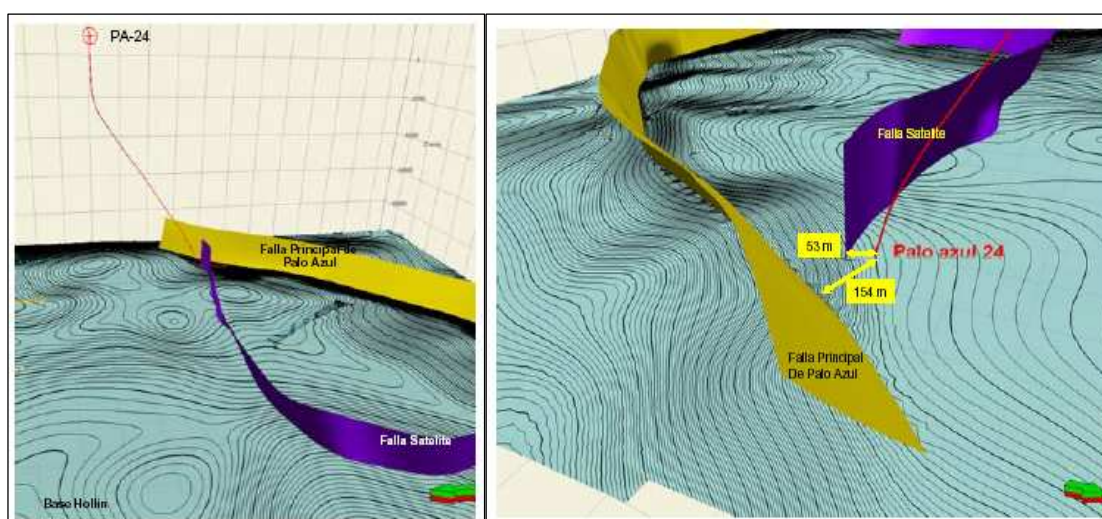 PA-24
Falla Principal de
Palo Azul
Falla Satelite
Base Hollin
Falla Satelite
53 m
Palo azul 24
154 m
Falla Principal
De Palo Azul